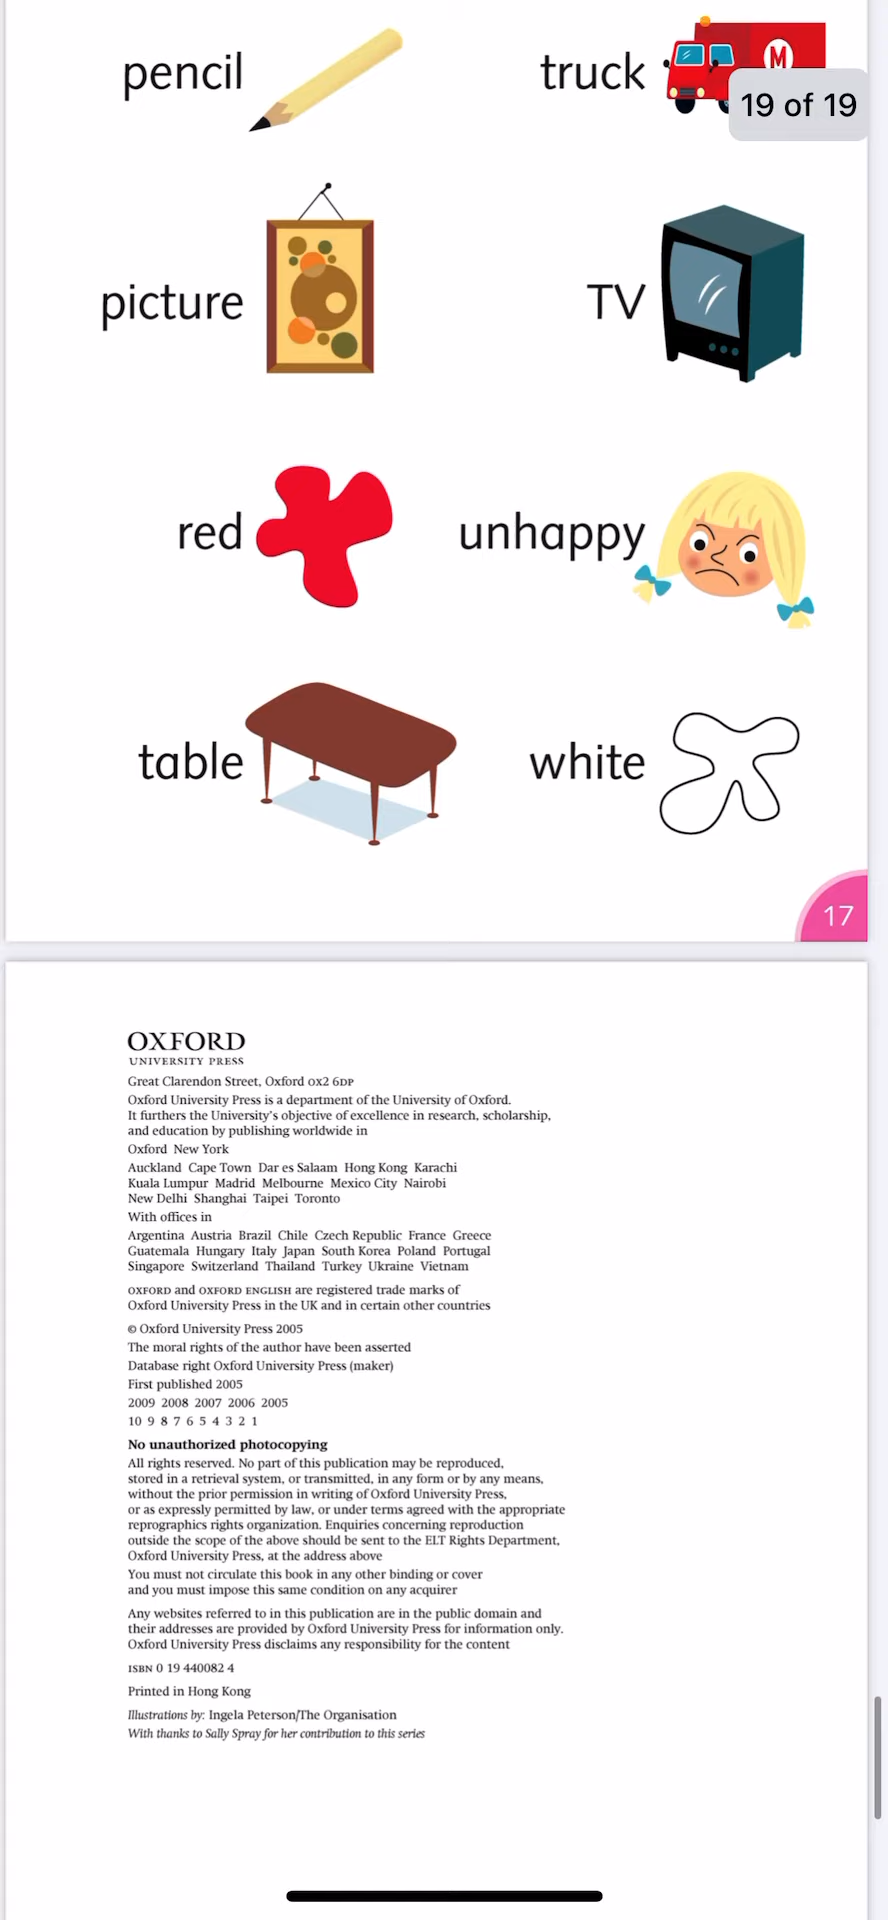 pencil
truck
M
19 of 19
picture
TV
red
unhappy
table
white
17
OXFORD
UNIVERSITY PRESS
Great Clarendon Street, Oxford OX2 6DP
Oxford University Press is a department of the University of Oxford.
It furthers the University's objective of excellence in research, scholarship,
and education by publishing worldwide in
Oxford New York
Auckland Cape Town Dar es Salaam Hong Kong Karachi
Kuala Lumpur Madrid Melbourne Mexico City Nairobi
New Delhi Shanghai Taipei Toronto
With offices in
Argentina Austria Brazil Chile Czech Republic France Greece
Guatemala Hungary Italy Japan South Korea Poland Portugal
Singapore Switzerland Thailand Turkey Ukraine Vietnam
OXFORD and OXFORD ENGLISH are registered trade marks of
Oxford University Press in the UK and in certain other countries
© Oxford University Press 2005
The moral rights of the author have been asserted
Database right Oxford University Press (maker)
First published 2005
2009 2008 2007 2006 2005
10 9 8 7 6 5 4 3 2 1
No unauthorized photocopying
All rights reserved. No part of this publication may be reproduced,
stored in a retrieval system, or transmitted, in any form or by any means,
without the prior permission in writing of Oxford University Press,
or as expressly permitted by law, or under terms agreed with the appropriate
reprographics rights organization. Enquiries concerning reproduction
outside the scope of the above should be sent to the ELT Rights Department,
Oxford University Press, at the address above
You must not circulate this book in any other binding or cover
and you must impose this same condition on any acquirer
Any websites referred to in this publication are in the public domain and
their addresses are provided by Oxford University Press for information only.
Oxford University Press disclaims any responsibility for the content
ISBN 0 19 440082 4
Printed in Hong Kong
Illustrations by: Ingela Peterson/The Organisation
With thanks to Sally Spray for her contribution to this series